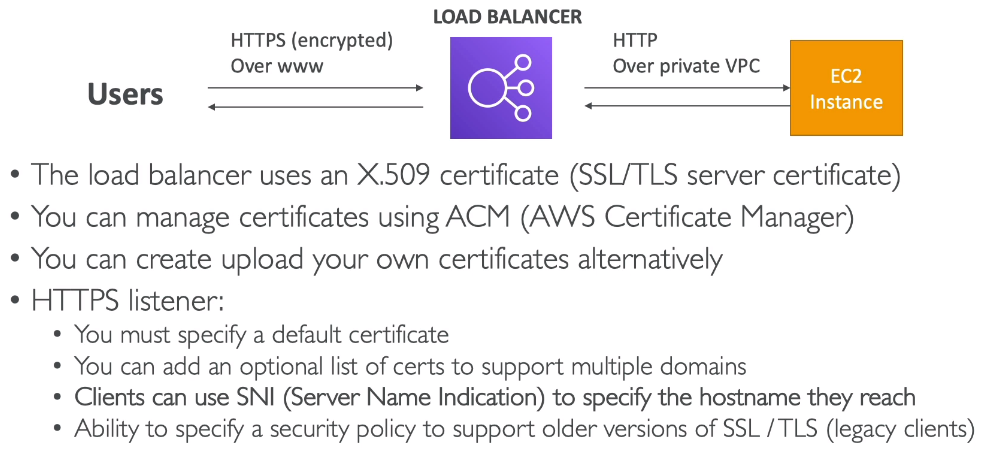 LOAD BALANCER
HTTPS (encrypted)
Over www
HTTP
Over private VPC
Users
EC2
Instance
• The load balancer uses an X.509 certificate (SSL/TLS server certificate)
• You can manage certificates using ACM (AWS Certificate Manager)
• You can create upload your own certificates alternatively
• HTTPS listener:
• You must specify a default certificate
• You can add an optional list of certs to support multiple domains
• Clients can use SNI (Server Name Indication) to specify the hostname they reach
• Ability to specify a security policy to support older versions of SSL / TLS (legacy clients)